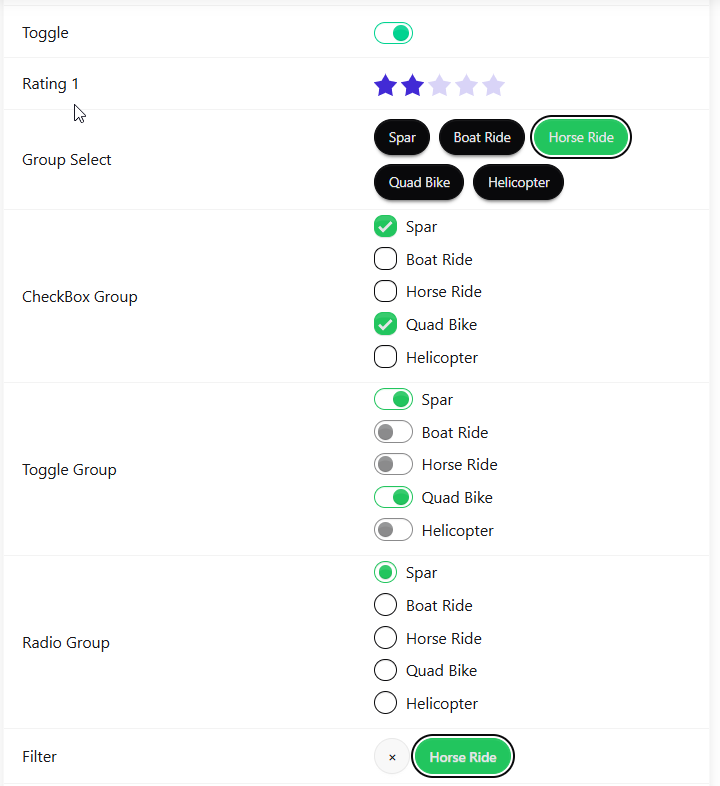 Toggle
Rating 1
Group Select
Spar Boat Ride Horse Ride
Quad Bike Helicopter
CheckBox Group
Spar
Boat Ride
Horse Ride
Quad Bike
Helicopter
Toggle Group
Spar
Boat Ride
Horse Ride
Quad Bike
Helicopter
Radio Group
Spar
Boat Ride
Horse Ride
Quad Bike
Helicopter
Filter × Horse Ride